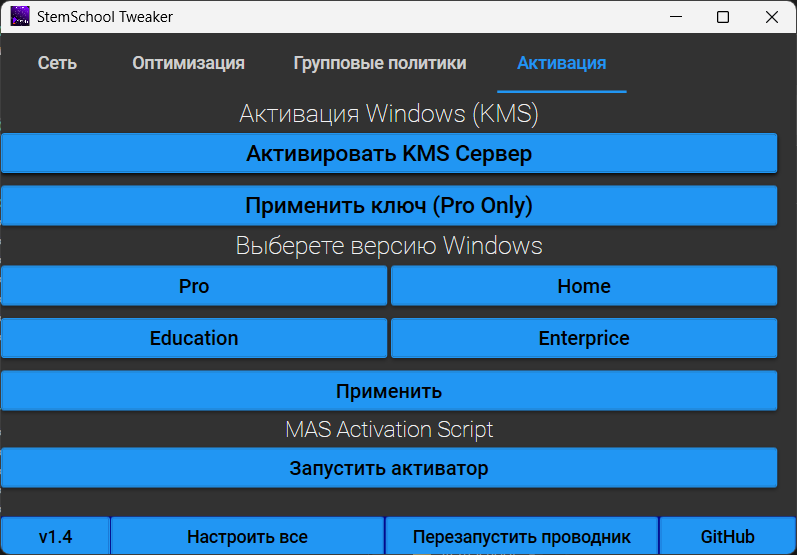 StemSchool Tweaker
Сеть Оптимизация Групповые политики Активация
Активация Windows (KMS)
Активировать KMS Сервер
Применить ключ (Pro Only)
Выберете версию Windows
Pro Home
Education Enterprice
Применить
MAS Activation Script
Запустить активатор
v1.4 Настроить все Перезапустить проводник GitHub